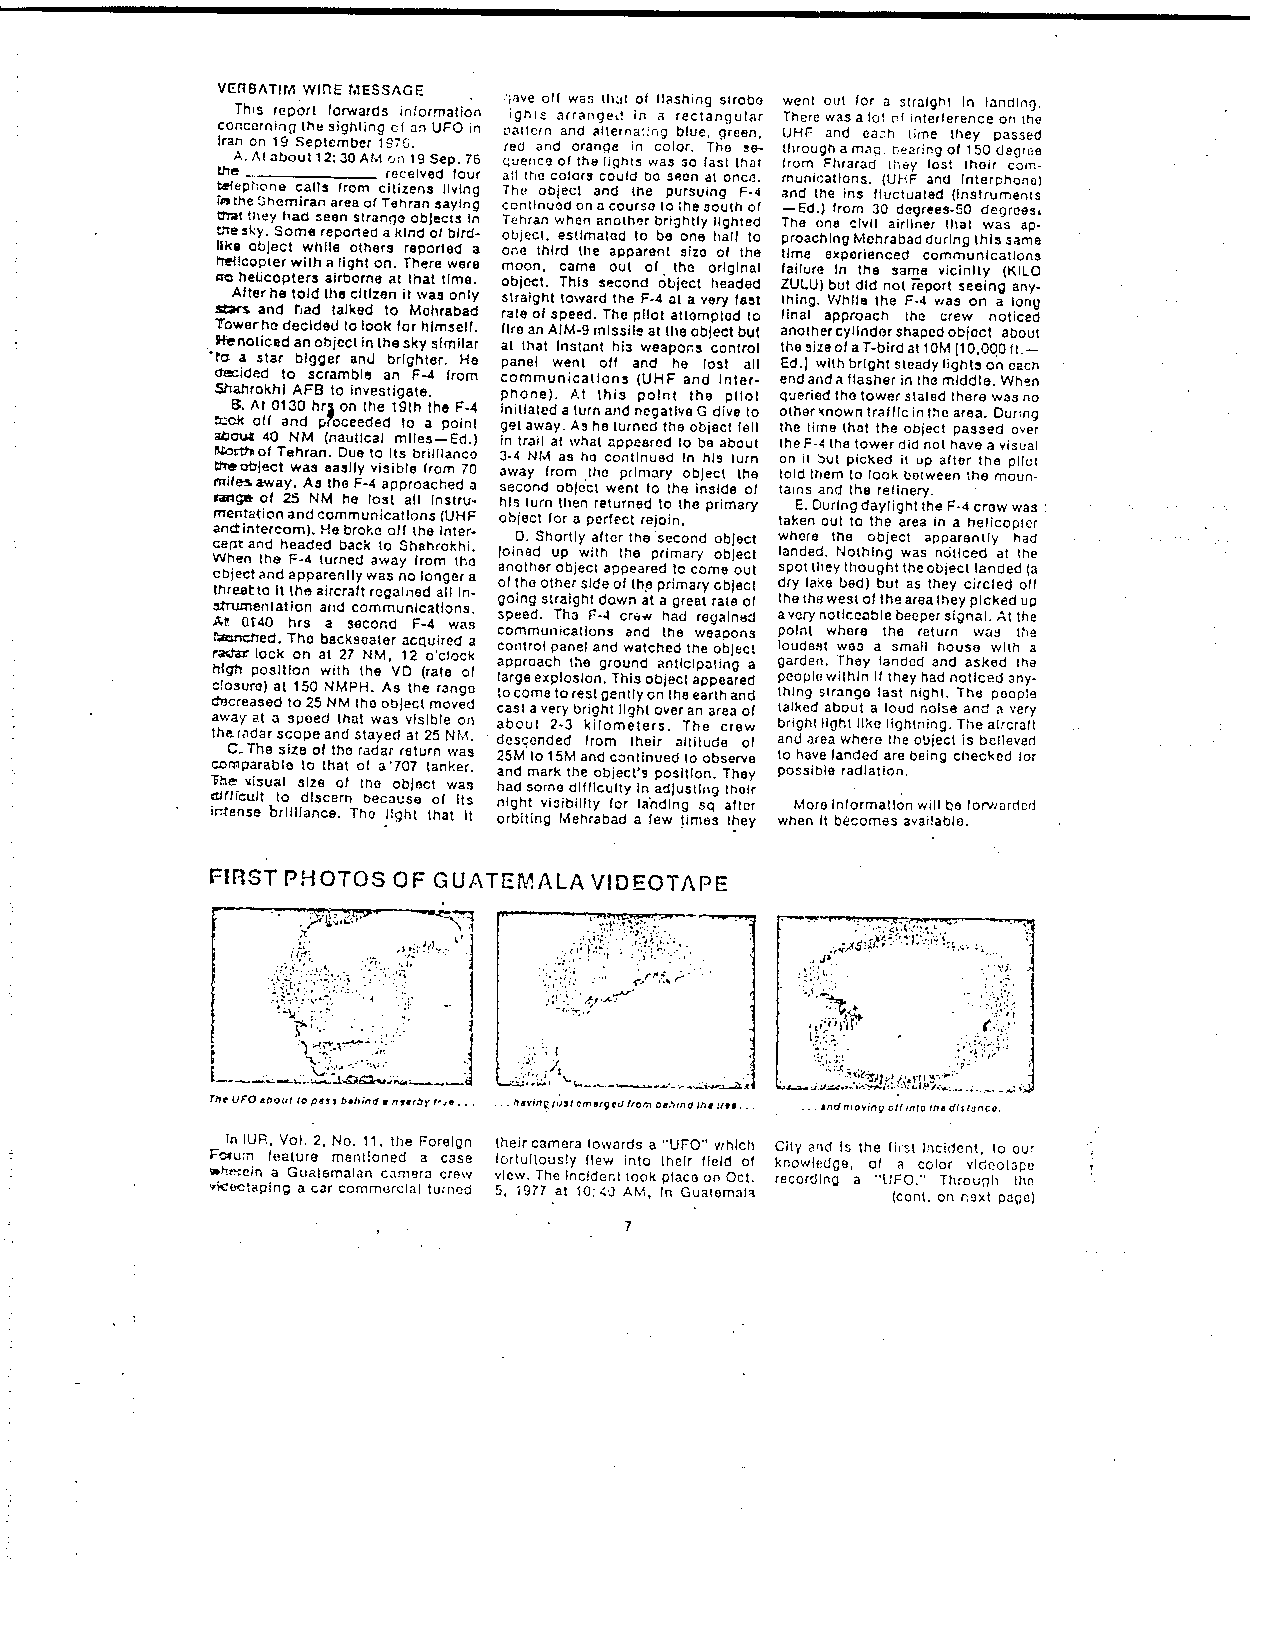 VERBATIM WIRE MESSAGE
This report forwards information
concerning the sighting of an UFO in
Iran on 19 September 1976.
A. At about 12:30 AM on 19 Sep. 76
the ____________ received four
telephone calls from citizens living
in the Shemiran area of Tehran saying
that they had seen strange objects in
the sky. Some reported a kind of bird-
like object while others reported a
helicopter with a light on. There were
no helicopters airborne at that time.
After he told the citizen it was only
stars and had talked to Mehrabad
Tower he decided to look for himself.
He noticed an object in the sky similar
to a star bigger and brighter. He
decided to scramble an F-4 from
Shahrokhi AFB to investigate.
B. At 0130 hrs on the 19th the F-4
took off and proceeded to a point
about 40 NM (nautical miles—Ed.)
North of Tehran. Due to its brilliance
the object was easily visible from 70
miles away. As the F-4 approached a
range of 25 NM he lost all instru-
mentation and communications (UHF
and intercom). He broke off the inter-
cept and headed back to Shahrokhi.
When the F-4 turned away from the
object and apparently was no longer a
threat to it the aircraft regained all in-
strumentation and communications.
At 0140 hrs a second F-4 was
launched. The backseater acquired a
radar lock on at 27 NM, 12 o'clock
high position with the VD (rate of
closure) at 150 NMPH. As the range
decreased to 25 NM the object moved
away at a speed that was visible on
the radar scope and stayed at 25 NM.
C. The size of the radar return was
comparable to that of a 707 tanker.
The visual size of the object was
difficult to discern because of its
intense brilliance. The light that it
gave off was that of flashing strobe
lights arranged in a rectangular
pattern and alternating blue, green,
red and orange in color. The se-
quence of the lights was so fast that
all the colors could be seen at once.
The object and the pursuing F-4
continued on a course to the south of
Tehran when another brightly lighted
object, estimated to be one half to
one third the apparent size of the
moon, came out of the original
object. This second object headed
straight toward the F-4 at a very fast
rate of speed. The pilot attempted to
fire an AIM-9 missile at the object but
at that instant his weapons control
panel went off and he lost all
communications (UHF and Inter-
phone). At this point the pilot
initiated a turn and negative G dive to
get away. As he turned the object fell
in trail at what appeared to be about
3-4 NM as he continued in his turn
away from the primary object the
second object went to the inside of
his turn then returned to the primary
object for a perfect rejoin.
D. Shortly after the second object
joined up with the primary object
another object appeared to come out
of the other side of the primary object
going straight down at a great rate of
speed. The F-4 crew had regained
communications and the weapons
control panel and watched the object
approach the ground anticipating a
large explosion. This object appeared
to come to rest gently on the earth and
cast a very bright light over an area of
about 2-3 kilometers. The crew
descended from their altitude of
25M to 15M and continued to observe
and mark the object's position. They
had some difficulty in adjusting their
night visibility for landing sq after
orbiting Mehrabad a few times they
went out for a straight in landing.
There was a lot of interference on the
UHF and each time they passed
through a mag. bearing of 150 degree
from Ehrarad they lost their com-
munications. (UHF and Interphone)
and the ins fluctuated (instruments
—Ed.) from 30 degrees-50 degrees.
The one civil airliner that was ap-
proaching Mehrabad during this same
time experienced communications
failure in the same vicinity (KILO
ZULU) but did not report seeing any-
thing. While the F-4 was on a long
final approach the crew noticed
another cylinder shaped object about
the size of a T-bird at 10M [10,000 ft.—
Ed.] with bright steady lights on each
end and a flasher in the middle. When
queried the tower stated there was no
other known traffic in the area. During
the time that the object passed over
the F-4 the tower did not have a visual
on it but picked it up after the pilot
told them to look between the moun-
tains and the refinery.
E. During daylight the F-4 crew was
taken out to the area in a helicopter
where the object apparently had
landed. Nothing was noticed at the
spot they thought the object landed (a
dry lake bed) but as they circled off
the the west of the area they picked up
a very noticeable beeper signal. At the
point where the return was the
loudest was a small house with a
garden. They landed and asked the
people within if they had noticed any-
thing strange last night. The people
talked about a loud noise and a very
bright light like lightning. The aircraft
and area where the object is believed
to have landed are being checked for
possible radiation.
More information will be forwarded
when it becomes available.
FIRST PHOTOS OF GUATEMALA VIDEOTAPE
The UFO about to pass behind a nearby tree . . .
. . . having just emerged from behind the tree . . .
. . . and moving off into the distance.
In IUR, Vol. 2, No. 11, the Foreign
Forum feature mentioned a case
wherein a Guatemalan camera crew
videotaping a car commercial turned
their camera towards a "UFO" which
fortuitously flew into their field of
view. The incident took place on Oct.
5, 1977 at 10:43 AM, in Guatemala
City and is the first incident, to our
knowledge, of a color videotape
recording a "UFO." Through the
(cont. on next page)
7